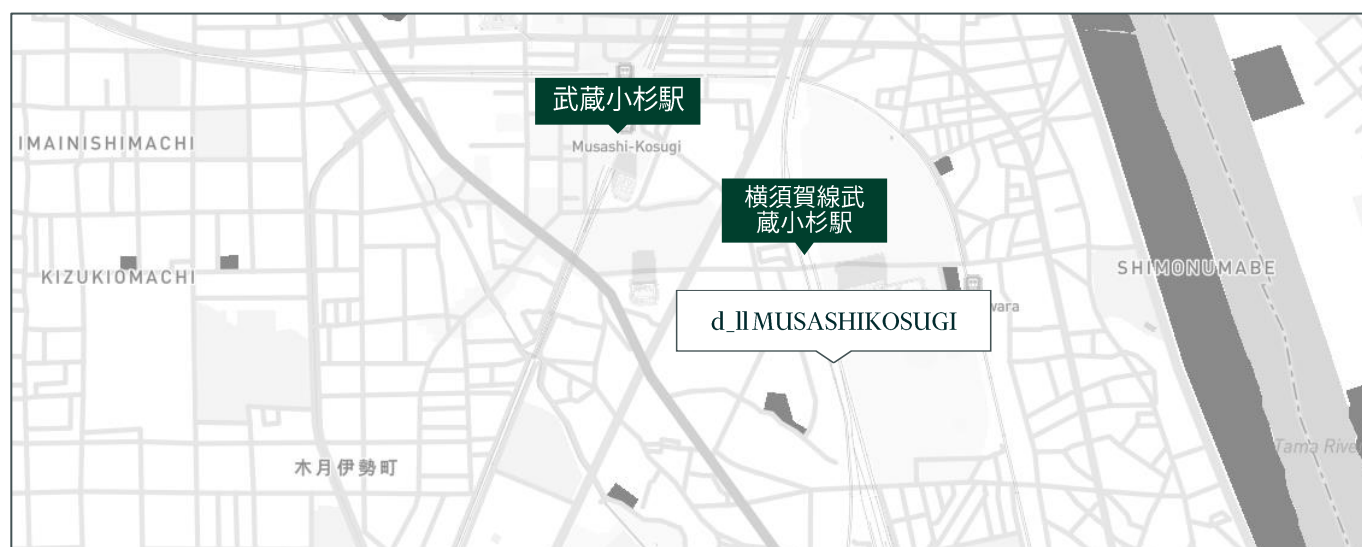 武蔵小杉駅
IMAINISHIMACHI
Musashi-Kosugi
横須賀線武
蔵小杉駅
SHIMONUMABE
KIZUKIOMACHI
wara
d_ll MUSASHIKOSUGI
Tama Rive
木月伊勢町